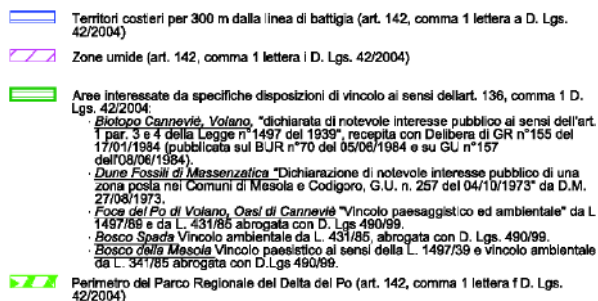 Territori costieri per 300 m dalla linea di battigia (art. 142, comma 1 lettera a D. Lgs.
42/2004)
Zone umide (art. 142, comma 1 lettera i D. Lgs. 42/2004)
Aree interessate da specifiche disposizioni di vincolo ai sensi dellart. 136, comma 1 D.
Lgs. 42/2004:
· Biotopo Cannevié, Volano, "dichiarata di notevole interesse pubblico ai sensi dell'art.
1 par. 3 e 4 della Legge n°1497 del 1939", recepita con Delibera di GR n°155 del
17/01/1984 (pubblicata sul BUR n°70 del 05/06/1984 e su GU n°157
dell'08/06/1984).
· Dune Fossili di Massenzatica "Dichiarazione di notevole interesse pubblico di una
zona posta nei Comuni di Mesola e Codigoro, G.U. n. 257 del 04/10/1973" da D.M.
27/08/1973.
· Foce del Po di Volano, Oasi di Canneviè "Vincolo paesaggistico ed ambientale" da L
1497/89 e da L. 431/85 abrogata con D. Lgs 490/99.
· Bosco Spada Vincolo ambientale da L. 431/85, abrogata con D. Lgs. 490/99.
· Bosco della Mesola Vincolo paesistico ai sensi della L. 1497/39 e vincolo ambientale
da L. 341/85 abrogata con D.Lgs 490/99.
Perimetro del Parco Regionale del Delta del Po (art. 142, comma 1 lettera f D. Lgs.
42/2004)